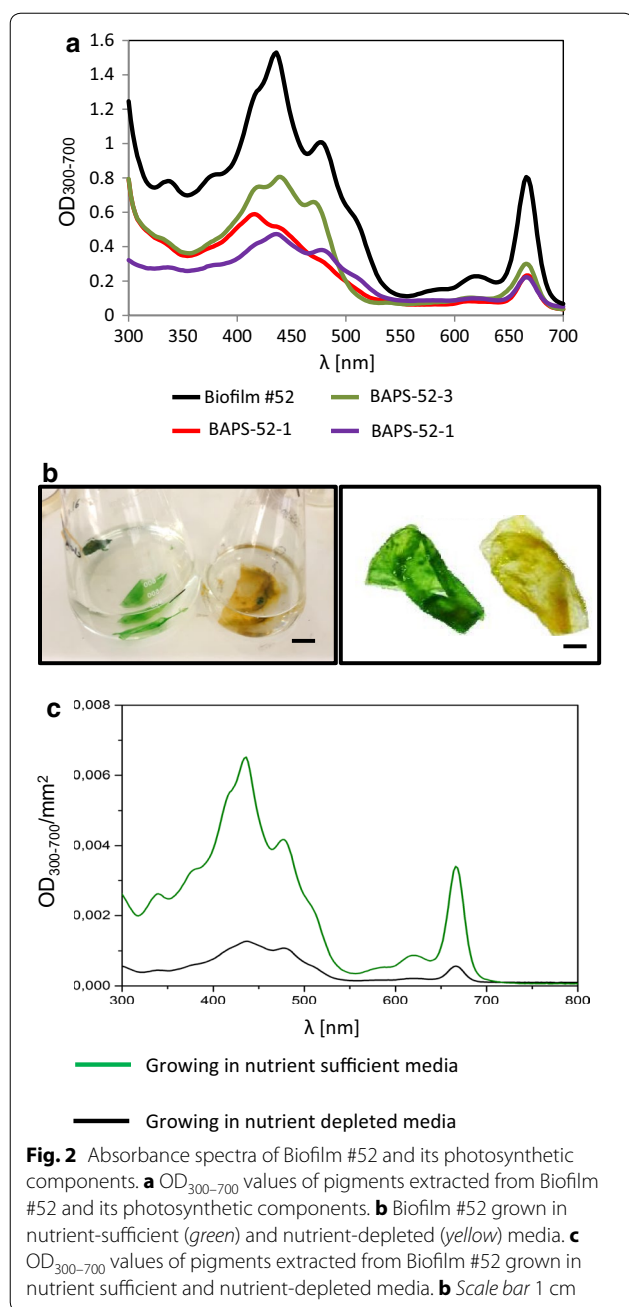 a
1.6
1.4
1.2
1
0.8
0.6
0.4
0.2
0
OD300-700
300 350 400 450 500 550 600 650 700
λ [nm]
Biofilm #52 BAPS-52-3
BAPS-52-1 BAPS-52-1
b
c
0,008
0,006
0,004
0,002
0,000
OD300-700/mm²
300 400 500 600 700 800
λ [nm]
Growing in nutrient sufficient media
Growing in nutrient depleted media
Fig. 2 Absorbance spectra of Biofilm #52 and its photosynthetic
components. a OD300–700 values of pigments extracted from Biofilm
#52 and its photosynthetic components. b Biofilm #52 grown in
nutrient-sufficient (green) and nutrient-depleted (yellow) media. c
OD300–700 values of pigments extracted from Biofilm #52 grown in
nutrient sufficient and nutrient-depleted media. b Scale bar 1 cm